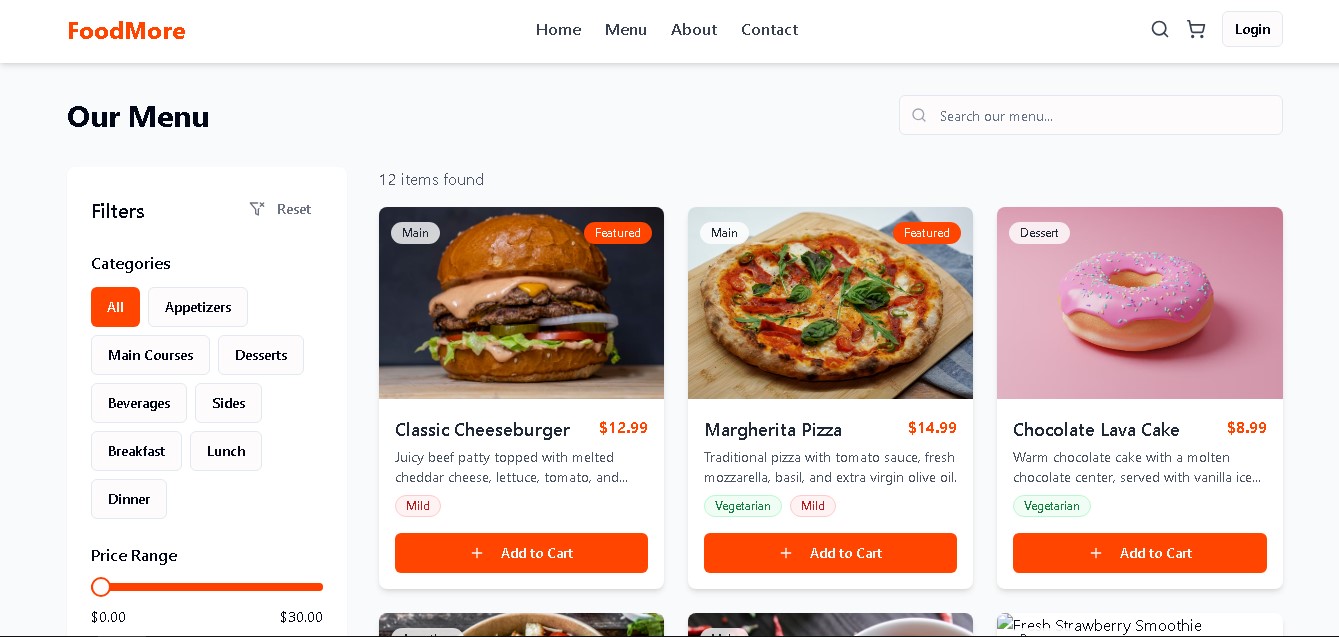 FoodMore
Home Menu About Contact
Login
Our Menu
Search our menu...
Filters
Reset
Categories
All
Appetizers
Main Courses
Desserts
Beverages
Sides
Breakfast
Lunch
Dinner
Price Range
$0.00
$30.00
12 items found
Main
Featured
Classic Cheeseburger
$12.99
Juicy beef patty topped with melted
cheddar cheese, lettuce, tomato, and...
Mild
Add to Cart
Main
Featured
Margherita Pizza
$14.99
Traditional pizza with tomato sauce, fresh
mozzarella, basil, and extra virgin olive oil.
Vegetarian
Mild
Add to Cart
Dessert
Chocolate Lava Cake
$8.99
Warm chocolate cake with a molten
chocolate center, served with vanilla ice...
Vegetarian
Add to Cart
Fresh Strawberry Smoothie